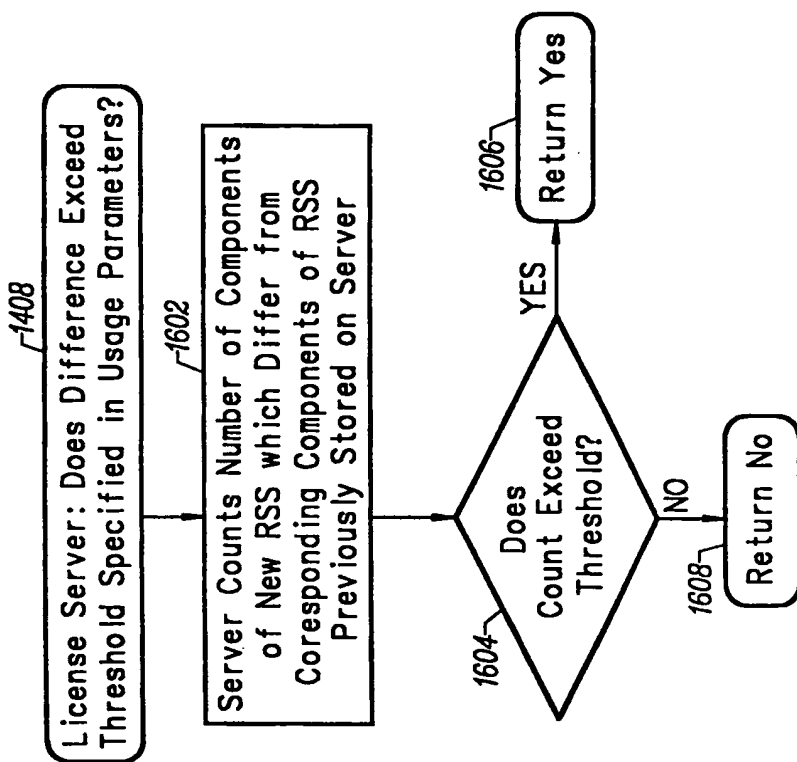 1408
License Server: Does Difference Exceed
Threshold Specified in Usage Parameters?
1602
Server Counts Number of Components
of New RSS which Differ from
Coresponding Components of RSS
Previously Stored on Server
1604
Does
Count Exceed
Threshold?
YES
1606
Return Yes
NO
1608
Return No